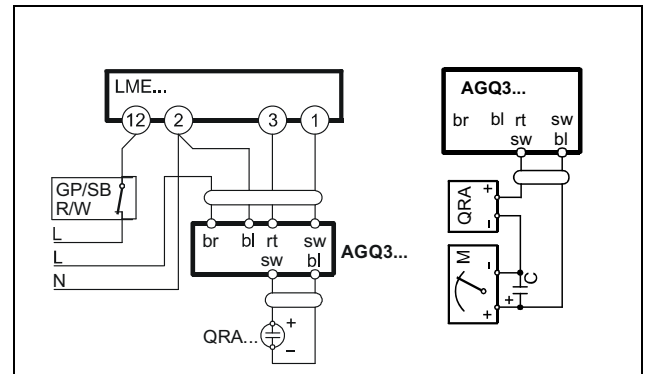 LME...
12 2 3 1
GP/SB
R/W
L
L
N
br bl rt sw
sw bl
AGQ3...
QRA...
+
−
AGQ3...
br bl rt sw
sw bl
QRA
+
-
M
-
+
+
C